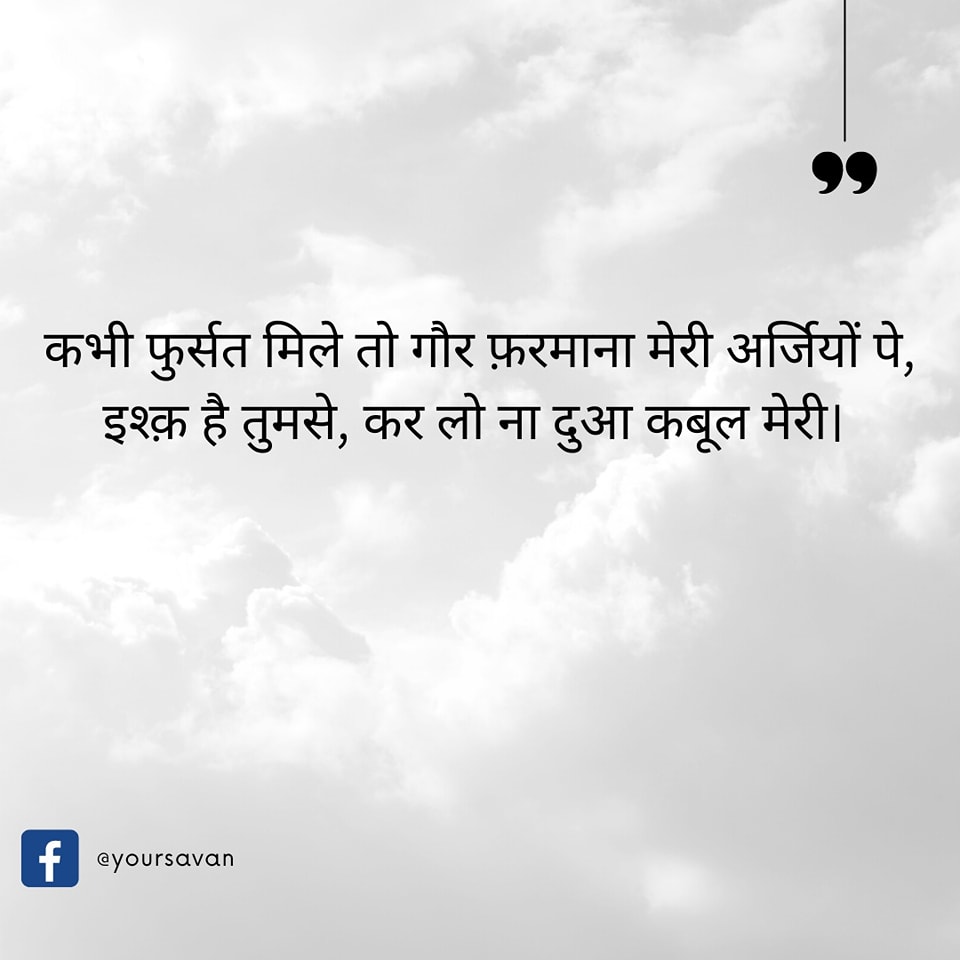 कभी फुर्सत मिले तो गौर फ़रमाना मेरी अर्जियों पे,
इश्क़ है तुमसे, कर लो ना दुआ कबूल मेरी।
@yoursavan